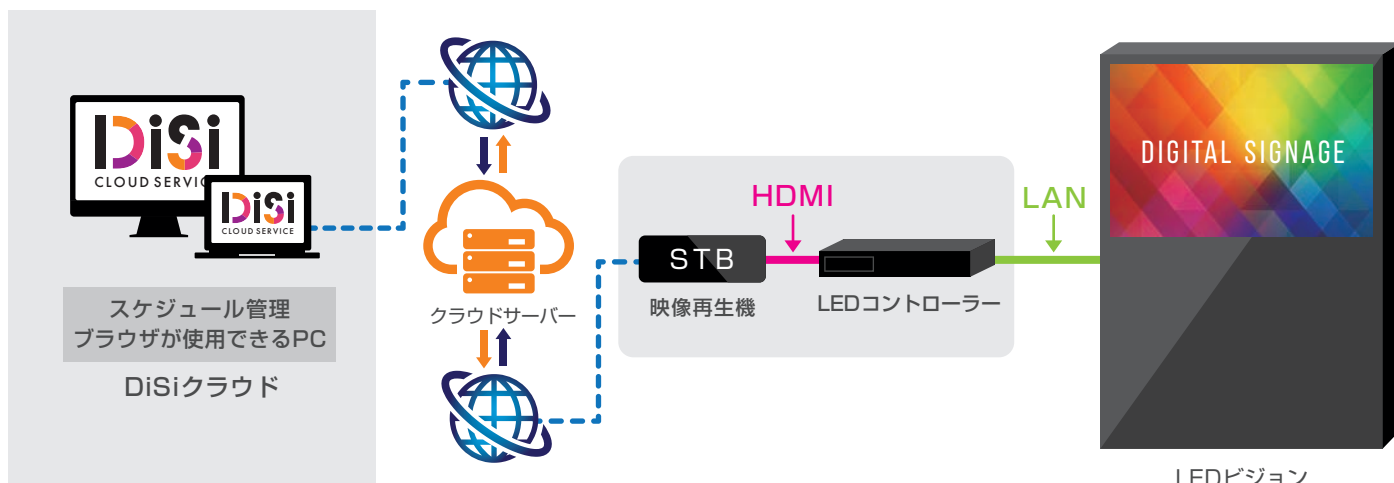 DiSi
CLOUD SERVICE
DiSi
CLOUD SERVICE
スケジュール管理
ブラウザが使用できるPC
DiSiクラウド
クラウドサーバー
STB
映像再生機
HDMI
LEDコントローラー
LAN
DIGITAL SIGNAGE
LEDビジョン